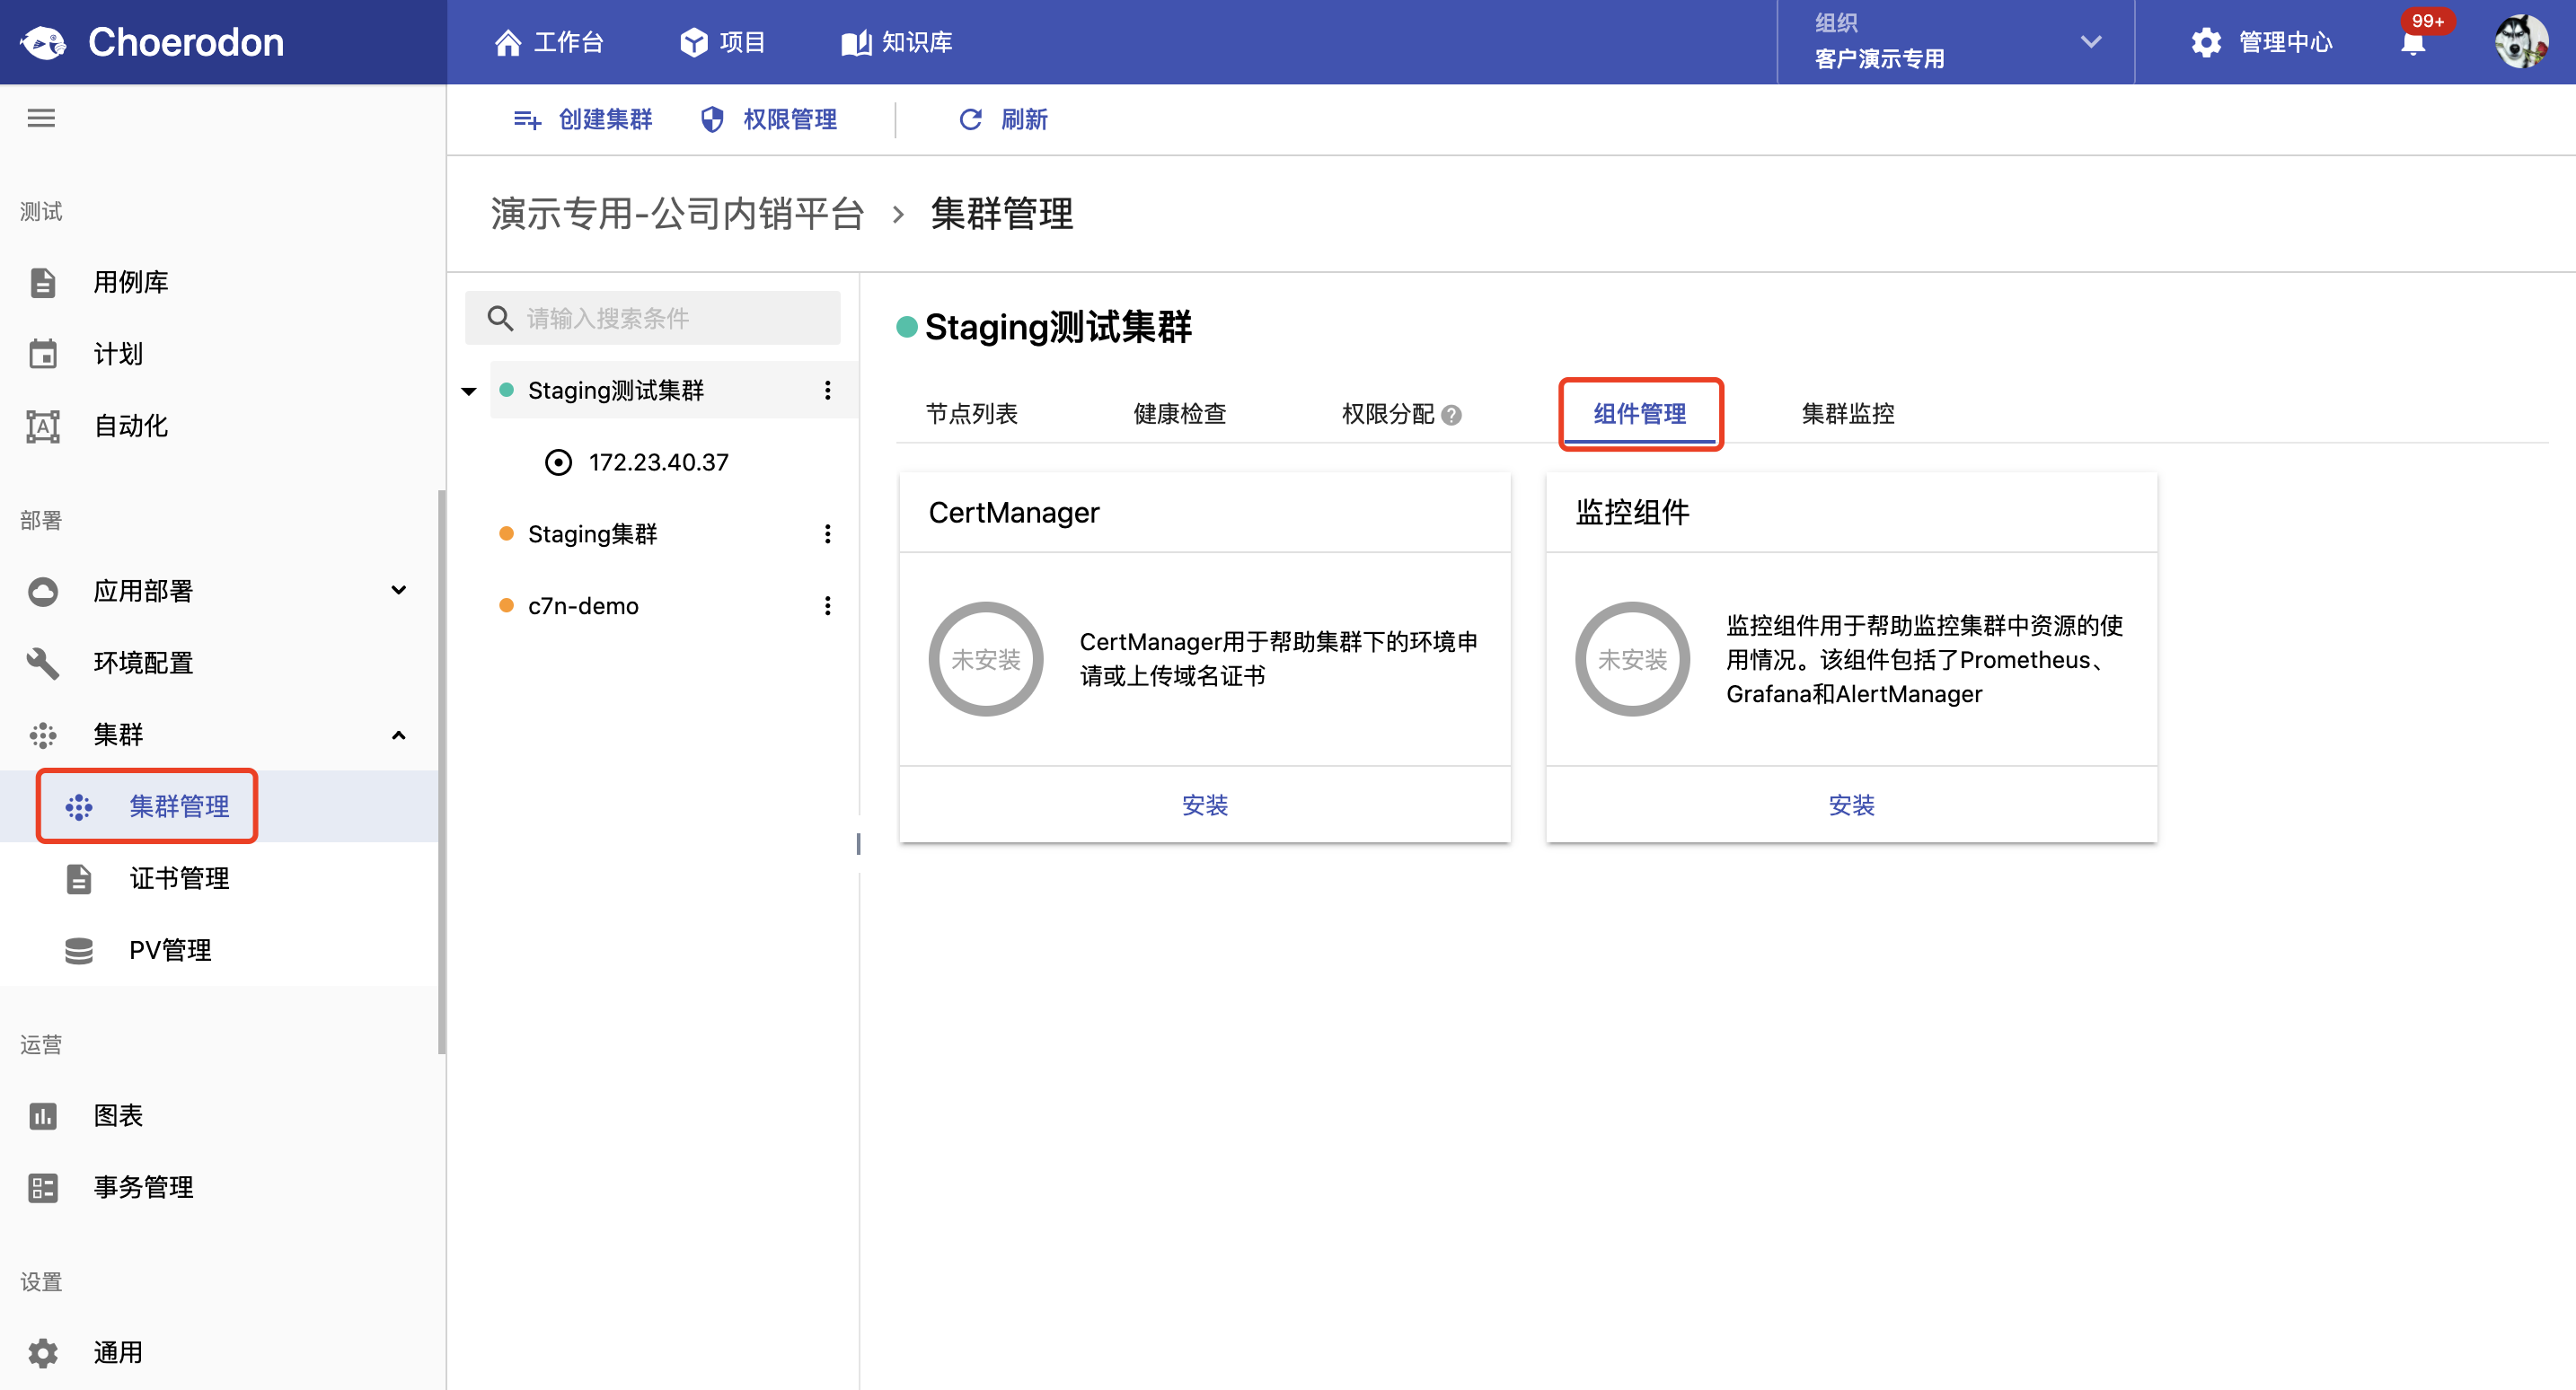 Choerodon
工作台
项目
知识库
组织
客户演示专用
管理中心
99+
测试
用例库
计划
自动化
部署
应用部署
环境配置
集群
集群管理
证书管理
PV管理
运营
图表
事务管理
设置
通用
创建集群
权限管理
刷新
演示专用-公司内销平台 › 集群管理
请输入搜索条件
Staging测试集群
172.23.40.37
Staging集群
c7n-demo
Staging测试集群
节点列表
健康检查
权限分配
组件管理
集群监控
CertManager
未安装
CertManager用于帮助集群下的环境申
请或上传域名证书
安装
监控组件
未安装
监控组件用于帮助监控集群中资源的使
用情况。该组件包括了Prometheus、
Grafana和AlertManager
安装